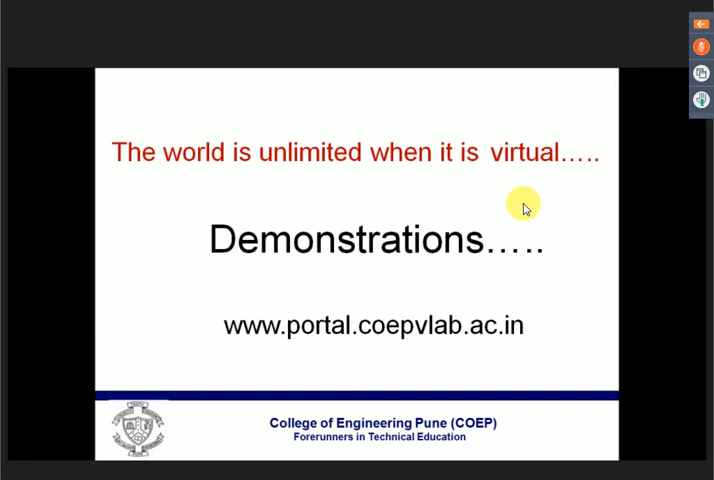 The world is unlimited when it is virtual.....
Demonstrations.....
www.portal.coepvlab.ac.in
College of Engineering Pune (COEP)
Forerunners in Technical Education